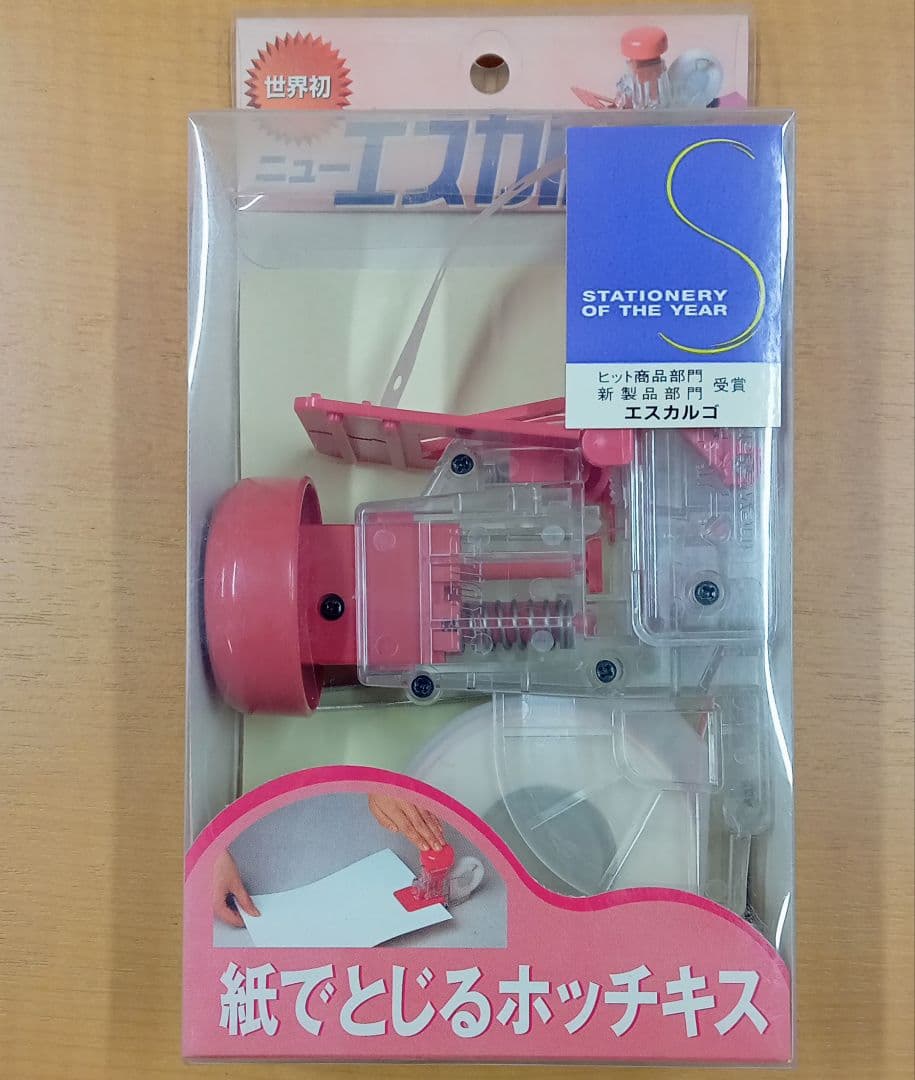 世界初
ニューエスカル
STATIONERY
OF THE YEAR
ヒット商品部門
新製品部門 受賞
エスカルゴ
紙でとじるホッチキス